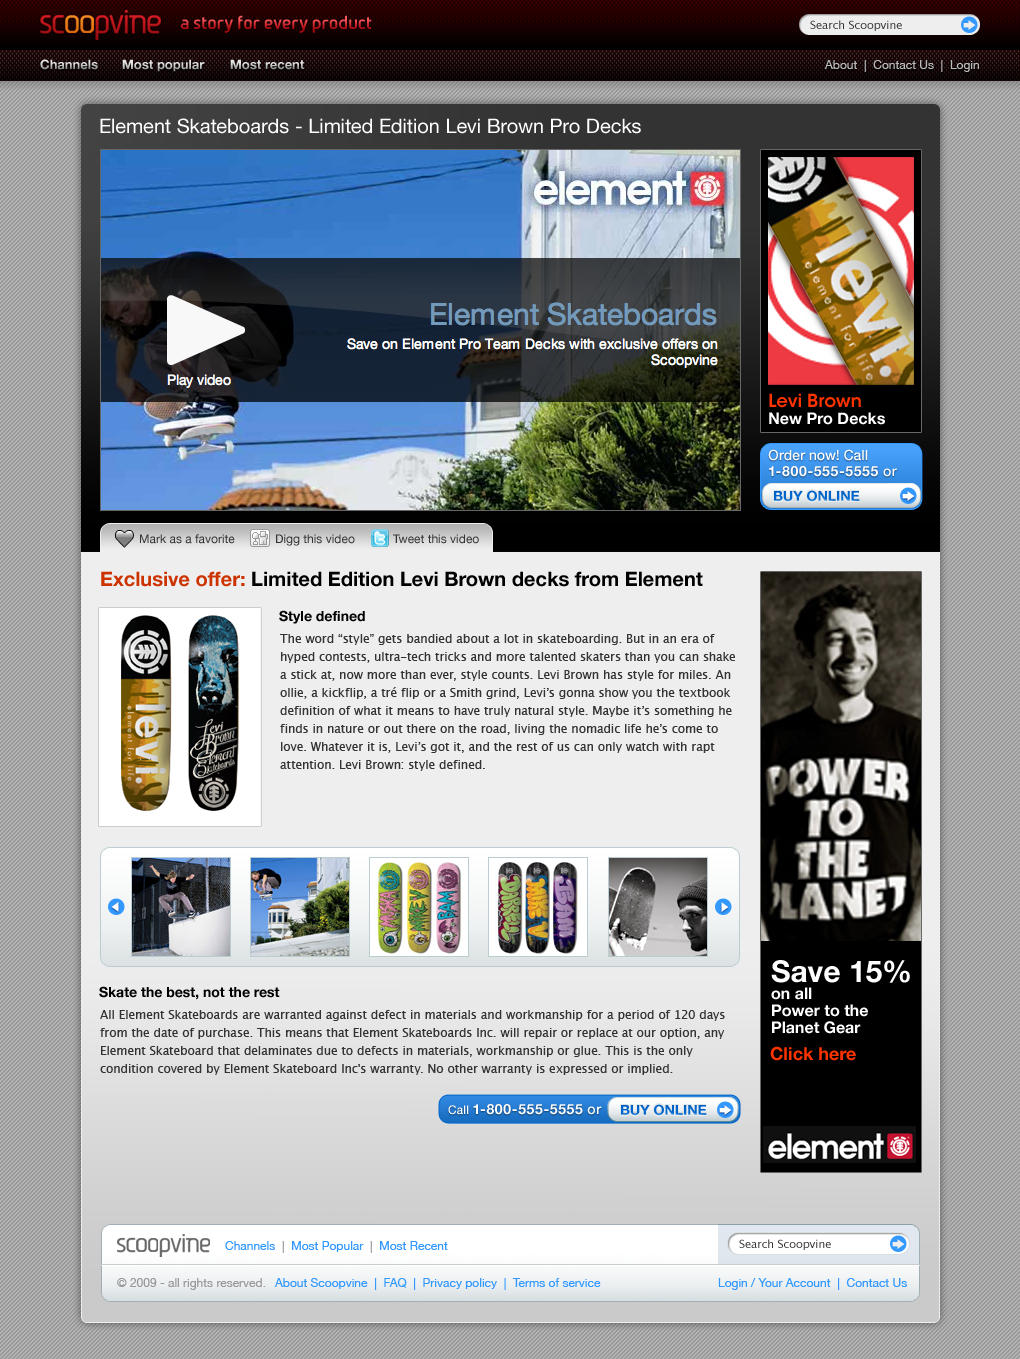 scoopvine a story for every product
Search Scoopvine
Channels Most popular Most recent
About | Contact Us | Login
Element Skateboards - Limited Edition Levi Brown Pro Decks
element
Element Skateboards
Save on Element Pro Team Decks with exclusive offers on
Scoopvine
Play video
levi.
element for life.
Levi Brown
New Pro Decks
Order now! Call
1-800-555-5555 or
BUY ONLINE
Mark as a favorite Digg this video Tweet this video
Exclusive offer: Limited Edition Levi Brown decks from Element
levi.
element for life.
Levi
Brown
Element
Skateboards
Style defined
The word “style” gets bandied about a lot in skateboarding. But in an era of
hyped contests, ultra-tech tricks and more talented skaters than you can shake
a stick at, now more than ever, style counts. Levi Brown has style for miles. An
ollie, a kickflip, a tré flip or a Smith grind, Levi’s gonna show you the textbook
definition of what it means to have truly natural style. Maybe it’s something he
finds in nature or out there on the road, living the nomadic life he’s come to
love. Whatever it is, Levi’s got it, and the rest of us can only watch with rapt
attention. Levi Brown: style defined.
POWER
TO
THE
PLANET
Skate the best, not the rest
All Element Skateboards are warranted against defect in materials and workmanship for a period of 120 days
from the date of purchase. This means that Element Skateboards Inc. will repair or replace at our option, any
Element Skateboard that delaminates due to defects in materials, workmanship or glue. This is the only
condition covered by Element Skateboard Inc's warranty. No other warranty is expressed or implied.
Call 1-800-555-5555 or BUY ONLINE
Save 15%
on all
Power to the
Planet Gear
Click here
element
scoopvine Channels | Most Popular | Most Recent
Search Scoopvine
© 2009 - all rights reserved. About Scoopvine | FAQ | Privacy policy | Terms of service
Login / Your Account | Contact Us